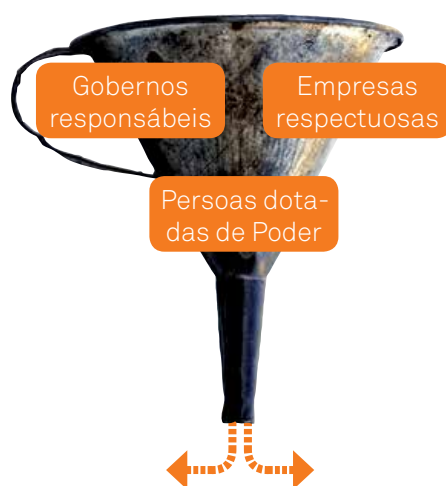 Gobernos
responsábeis
Empresas
respectuosas
Persoas dota-
das de Poder